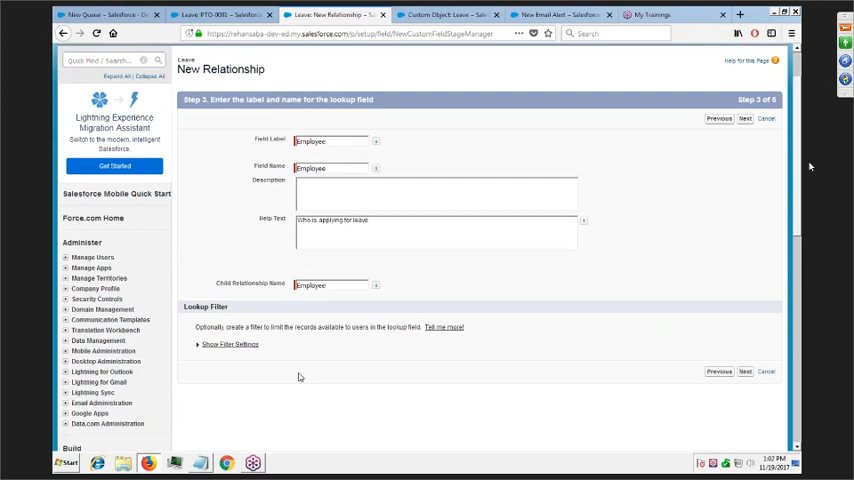 New Queue ~ Salesforce - De
Leave: PTO-0001 ~ Salesforce
Leave: New Relationship ~ Sal
Custom Object: Leave ~ Sales
New Email Alert ~ Salesforce
My Trainings
https://rehansaba-dev-ed.my.salesforce.com/p/setup/field/NewCustomFieldStageManager
Search
Quick Find / Search...
Expand All | Collapse All
Lightning Experience
Migration Assistant
Switch to the modern, intelligent
Salesforce.
Get Started
Salesforce Mobile Quick Start
Force.com Home
Administer
Manage Users
Manage Apps
Manage Territories
Company Profile
Security Controls
Domain Management
Communication Templates
Translation Workbench
Data Management
Mobile Administration
Desktop Administration
Lightning for Outlook
Lightning for Gmail
Lightning Sync
Email Administration
Google Apps
Data.com Administration
Build
Leave
New Relationship
Help for this Page
Step 3. Enter the label and name for the lookup field
Step 3 of 6
Previous Next Cancel
Field Label Employee
Field Name Employee
Description
Help Text Who is applying for leave
Child Relationship Name Employee
Lookup Filter
Optionally, create a filter to limit the records available to users in the lookup field. Tell me more!
Show Filter Settings
Previous Next Cancel
Start
1:02 PM
11/19/2017